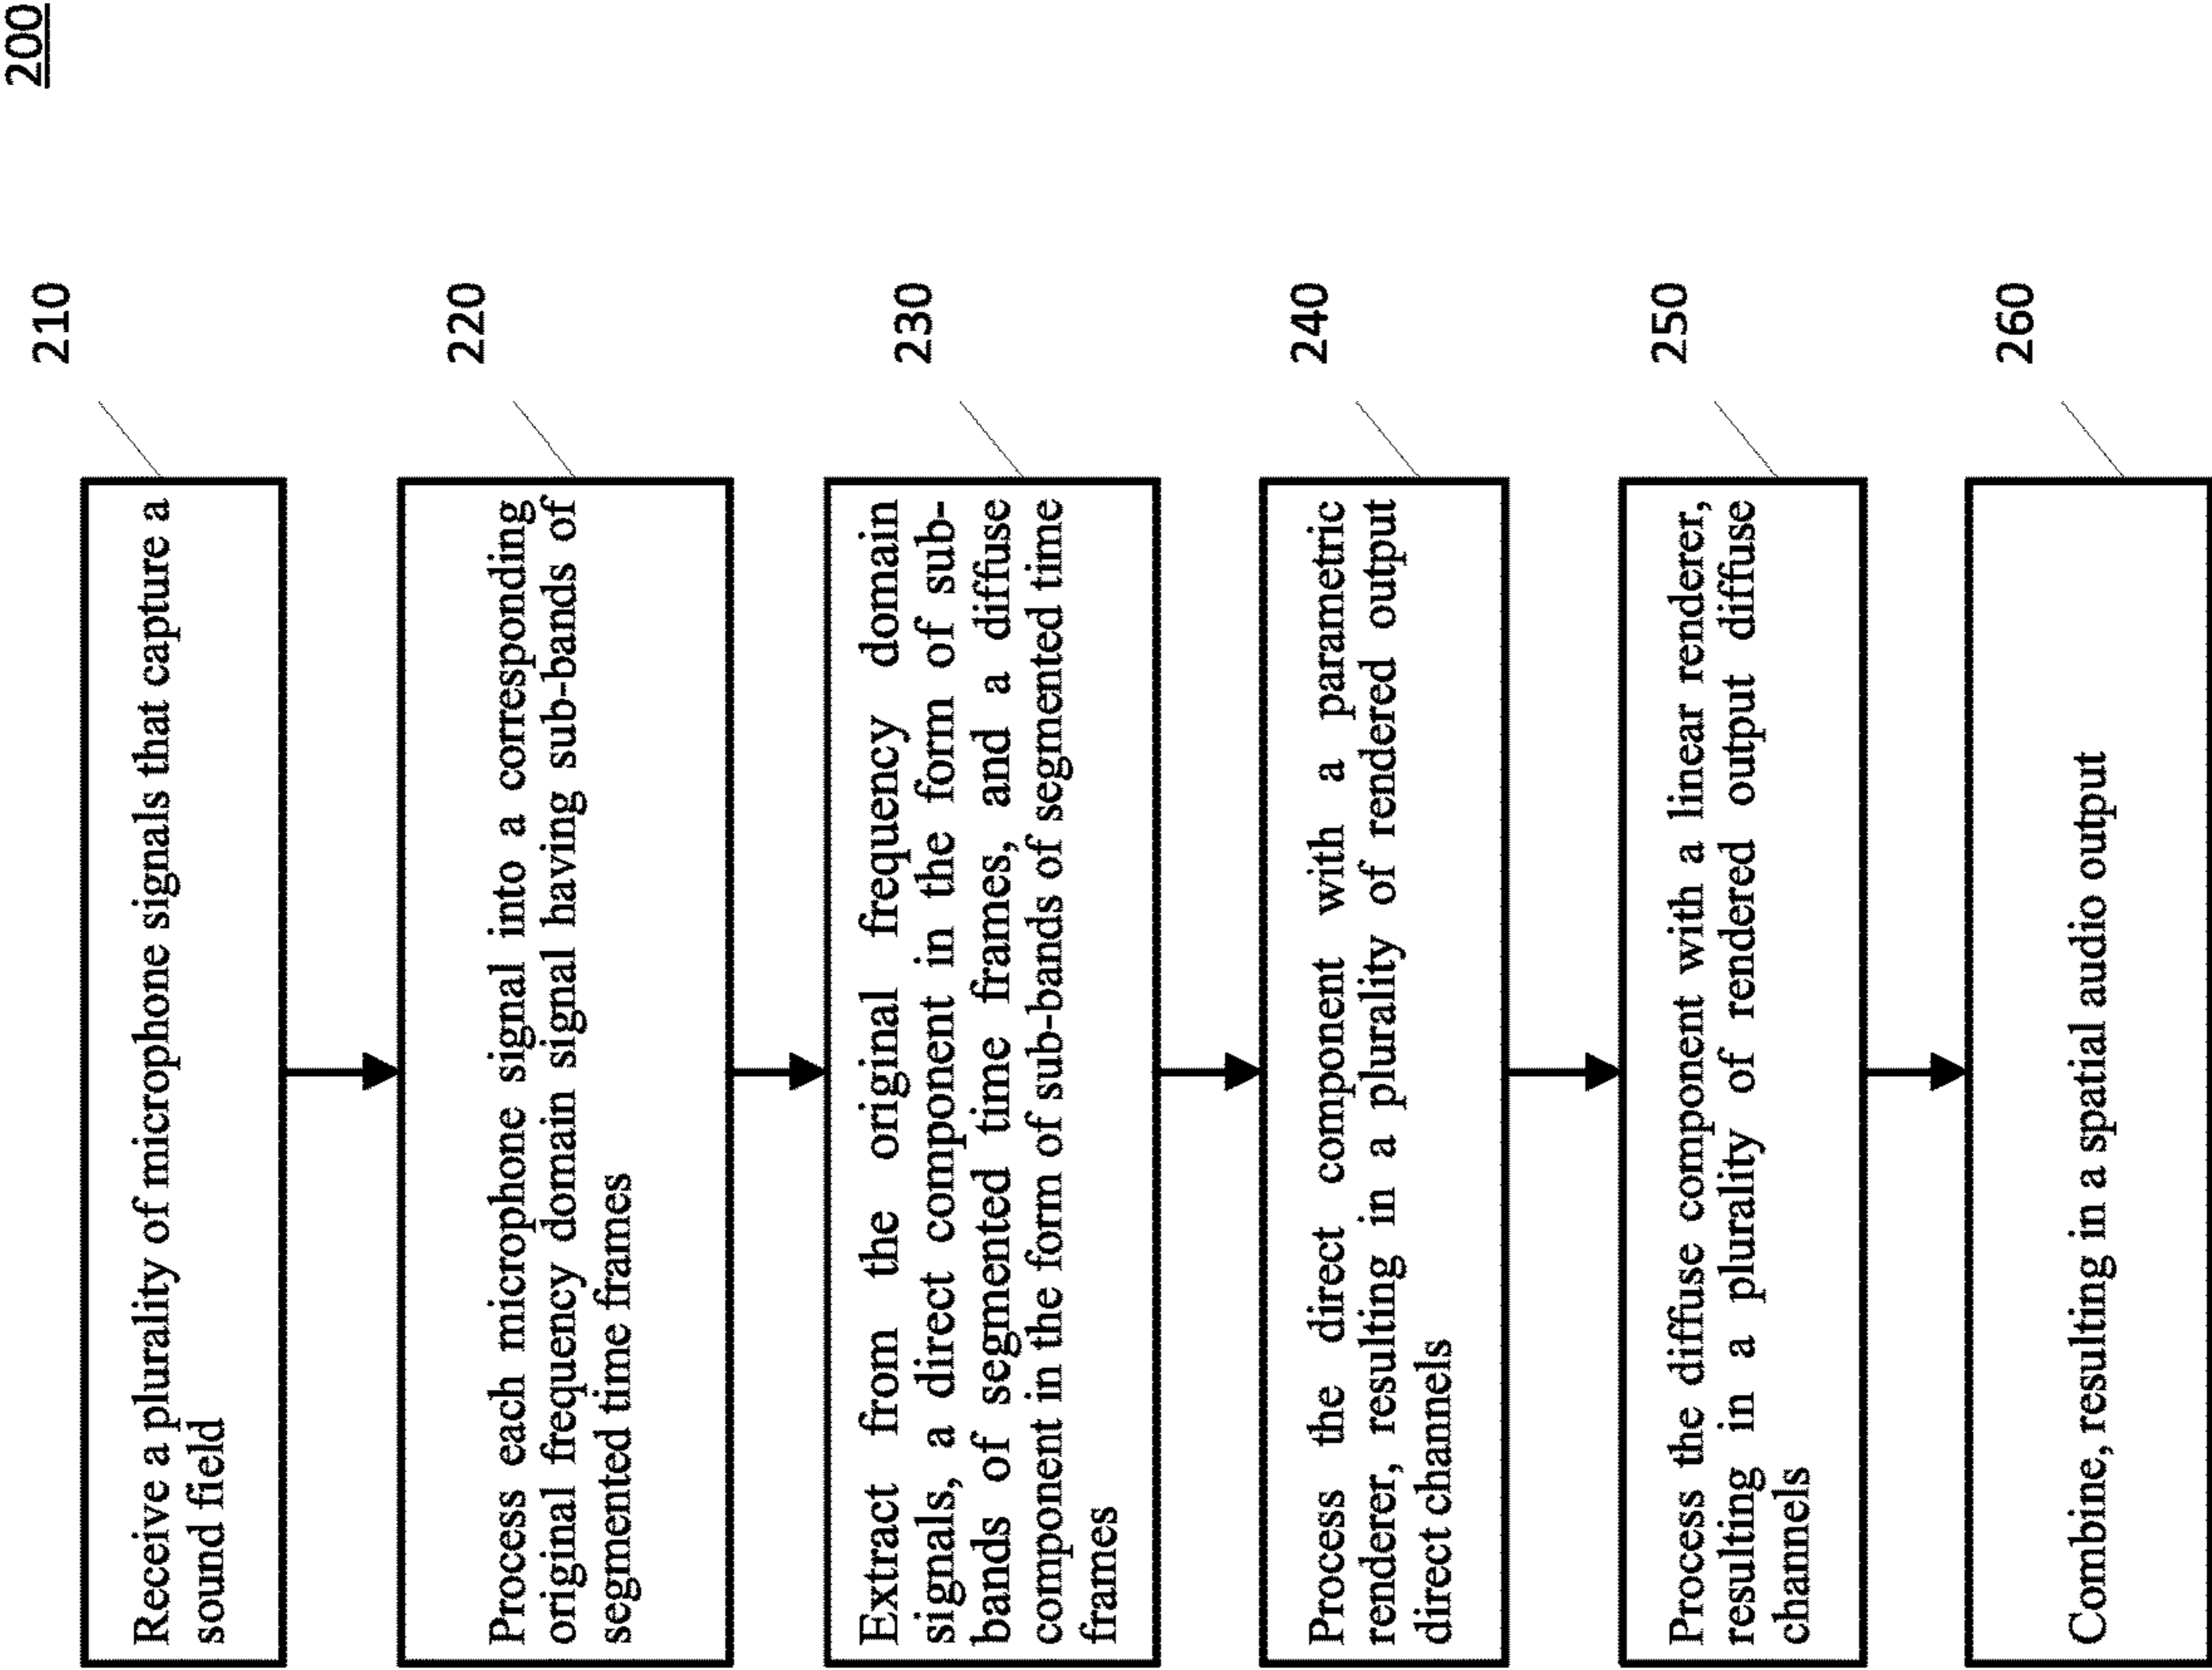 200
210
Receive a plurality of microphone signals that capture a
sound field
220
Process each microphone signal into a corresponding
original frequency domain signal having sub-bands of
segmented time frames
230
Extract from the original frequency domain
signals, a direct component in the form of sub-
bands of segmented time frames, and a diffuse
component in the form of sub-bands of segmented time
frames
240
Process the direct component with a parametric
renderer, resulting in a plurality of rendered output
direct channels
250
Process the diffuse component with a linear renderer,
resulting in a plurality of rendered output diffuse
channels
260
Combine, resulting in a spatial audio output